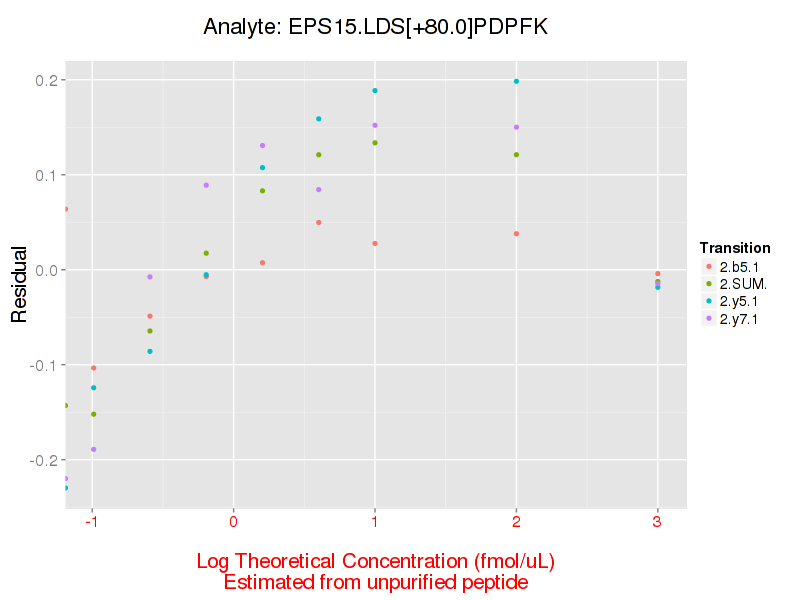 Analyte: EPS15.LDS[+80.0]PDPFK
0.2
0.1
0.0
-0.1
-0.2
Residual
-1 0 1 2 3
Log Theoretical Concentration (fmol/uL)
Estimated from unpurified peptide
Transition
2.b5.1
2.SUM.
2.y5.1
2.y7.1